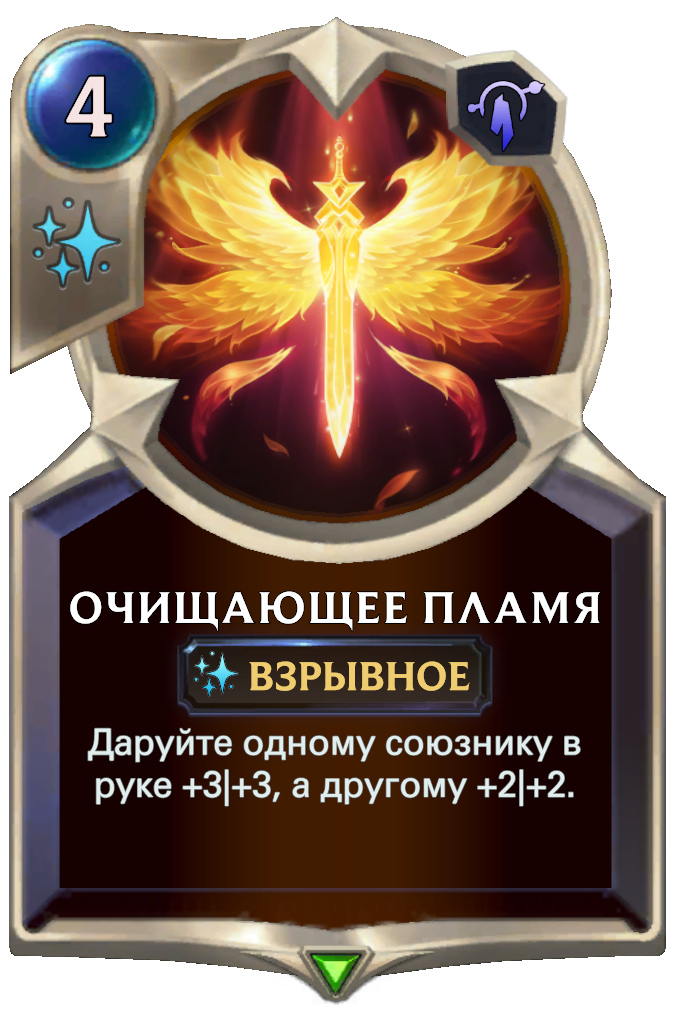 4
ОЧИЩАЮЩЕЕ ПЛАМЯ
ВЗРЫВНОЕ
Даруйте одному союзнику в
руке +3|+3, а другому +2|+2.